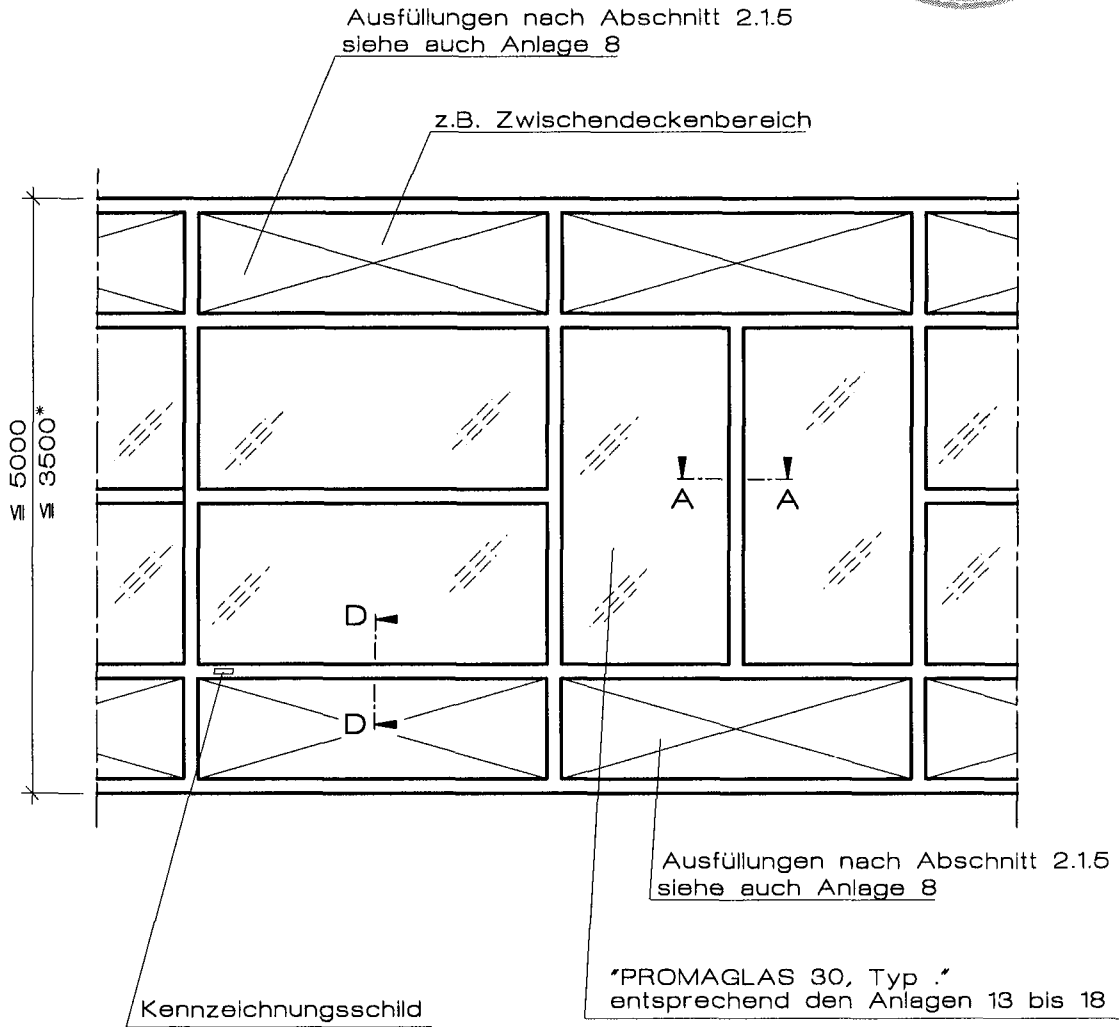 Ausfüllungen nach Abschnitt 2.1.5
siehe auch Anlage 8
z.B. Zwischendeckenbereich
≤ 5000
≤ 3500*
A
A
D
D
Ausfüllungen nach Abschnitt 2.1.5
siehe auch Anlage 8
"PROMAGLAS 30, Typ ."
entsprechend den Anlagen 13 bis 18
Kennzeichnungsschild